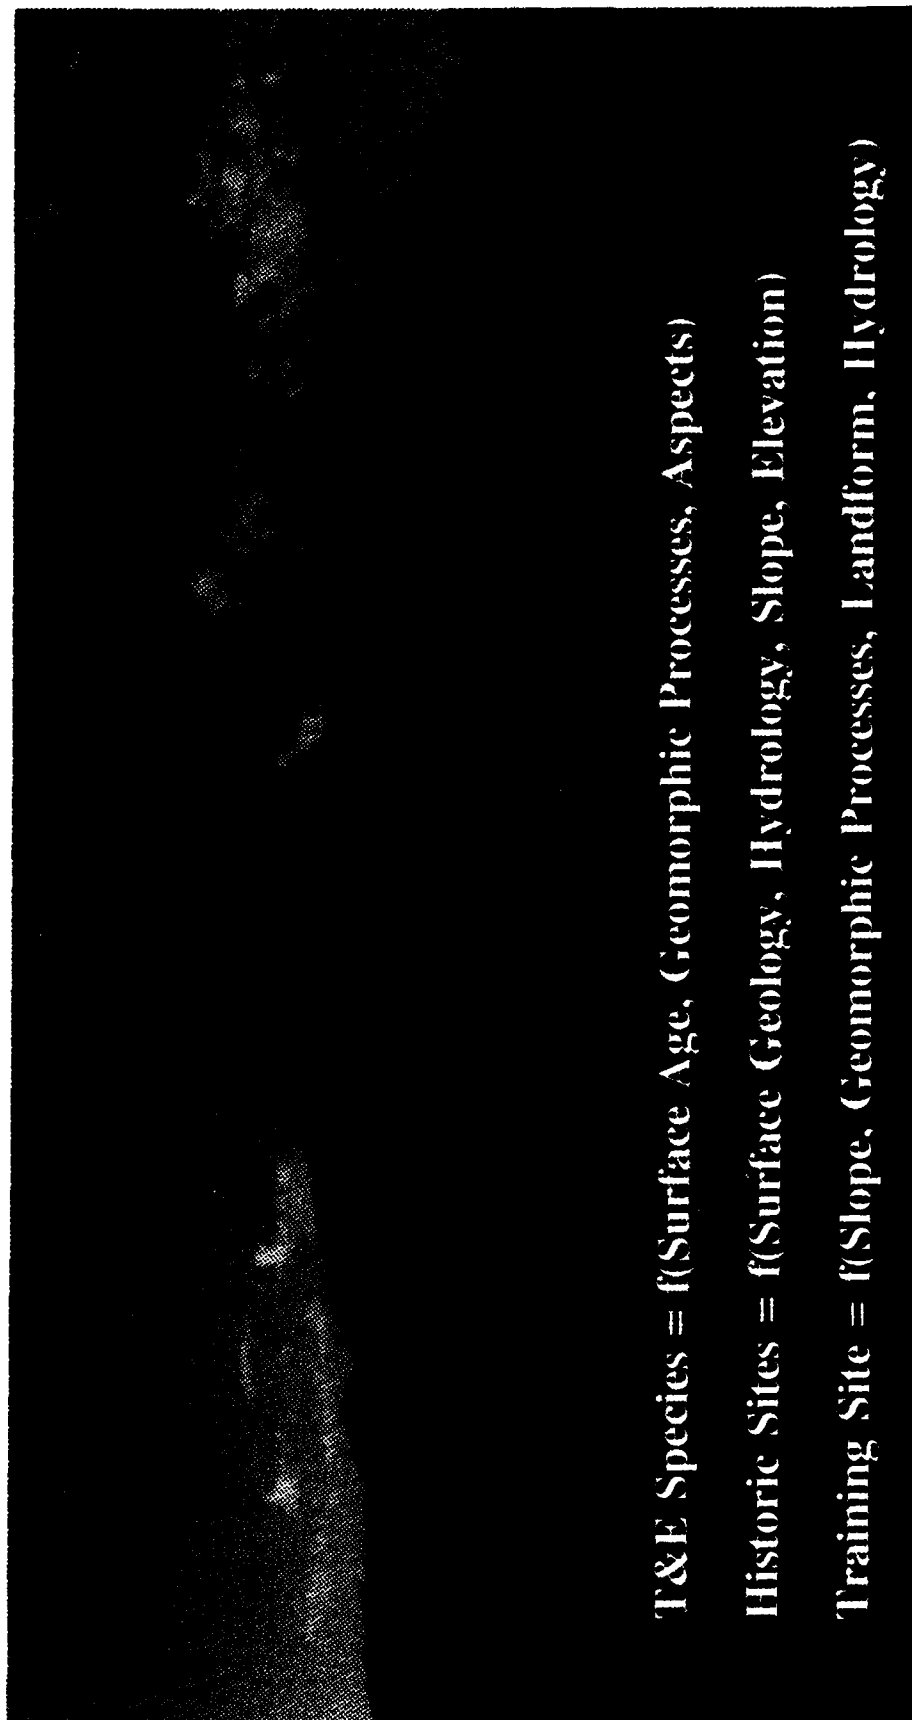 T&E Species = f(Surface Age, Geomorphic Processes, Aspects)
Historic Sites = f(Surface Geology, Hydrology, Slope, Elevation)
Training Site = f(Slope, Geomorphic Processes, Landform, Hydrology)